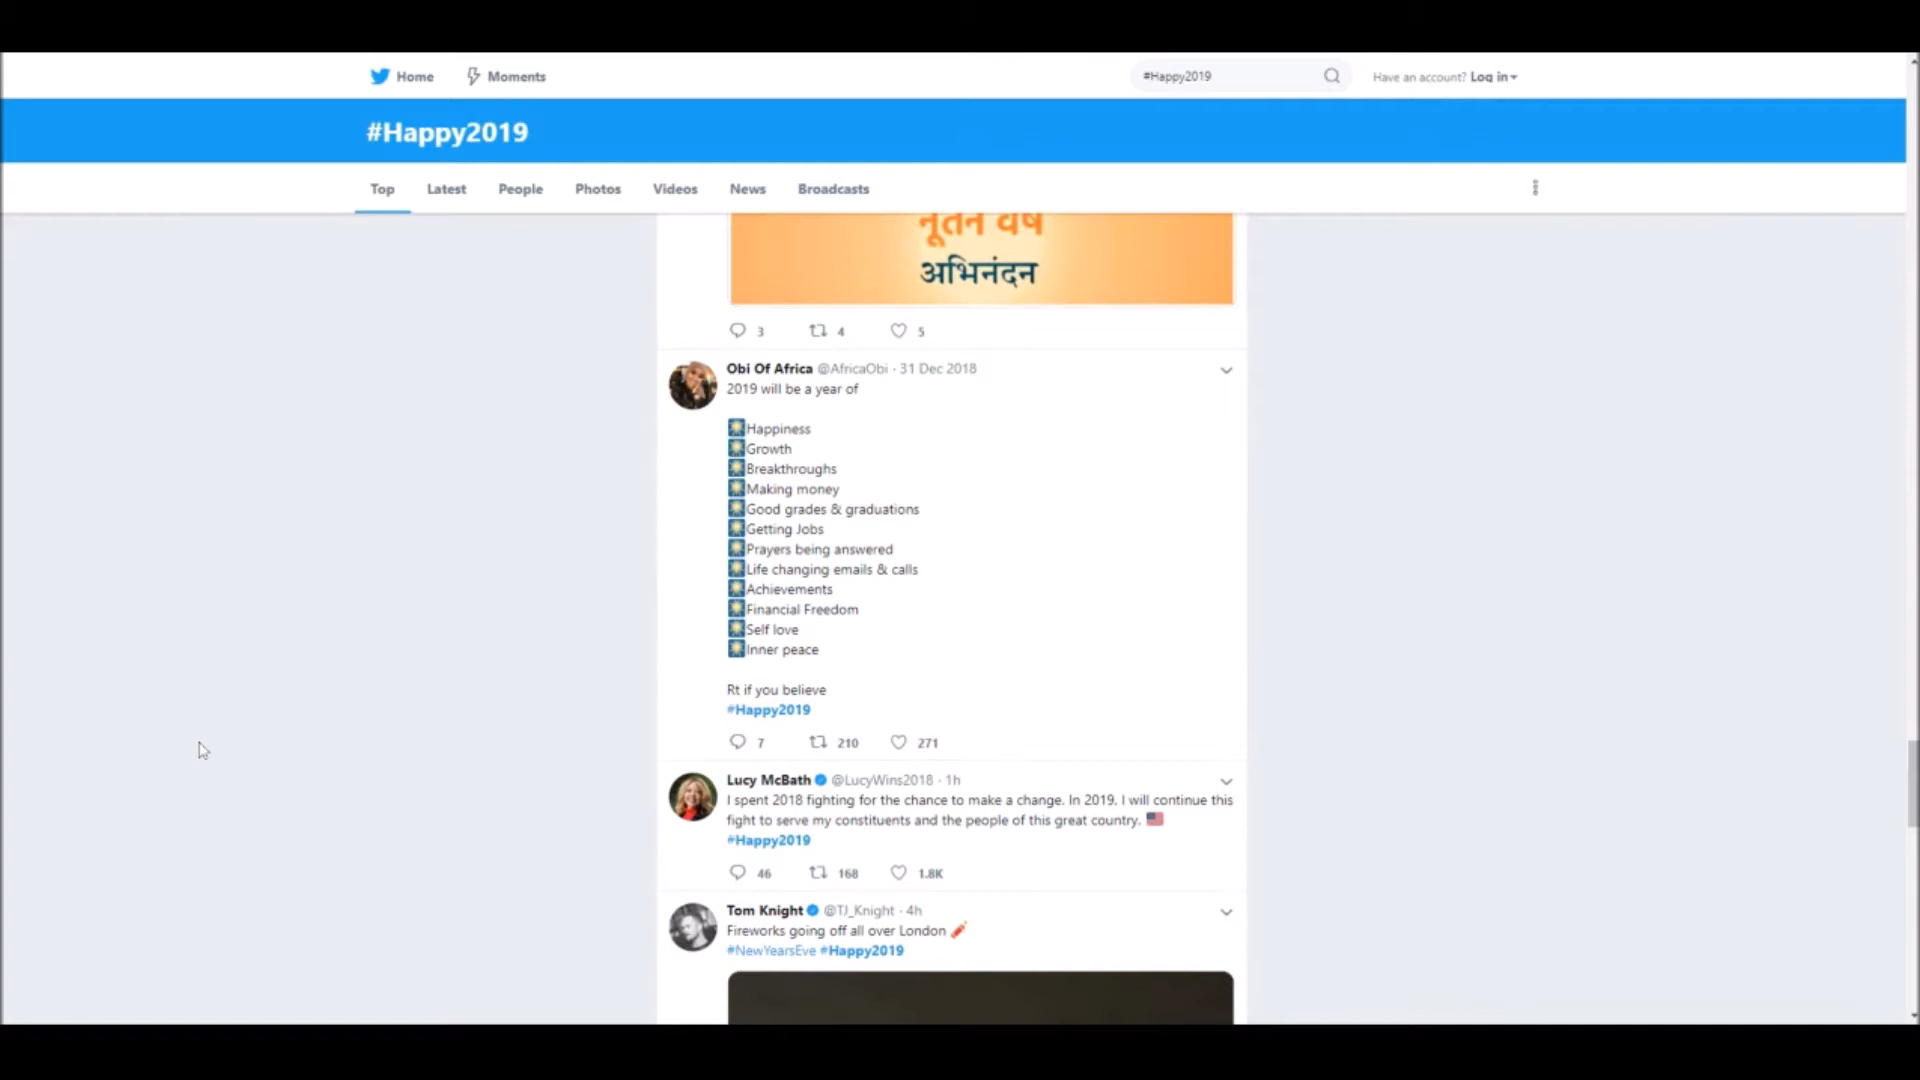 Home Moments #Happy2019 Have an account? Log in
#Happy2019
Top Latest People Photos Videos News Broadcasts
नूतन वर्ष
अभिनंदन
3 4 5
Obi Of Africa @AfricaObi · 31 Dec 2018
2019 will be a year of
Happiness
Growth
Breakthroughs
Making money
Good grades & graduations
Getting Jobs
Prayers being answered
Life changing emails & calls
Achievements
Financial Freedom
Self love
Inner peace
Rt if you believe
#Happy2019
7 210 271
Lucy McBath @LucyWins2018 · 1h
I spent 2018 fighting for the chance to make a change. In 2019, I will continue this
fight to serve my constituents and the people of this great country.
#Happy2019
46 168 1.8K
Tom Knight @TJ_Knight · 4h
Fireworks going off all over London
#NewYearsEve #Happy2019